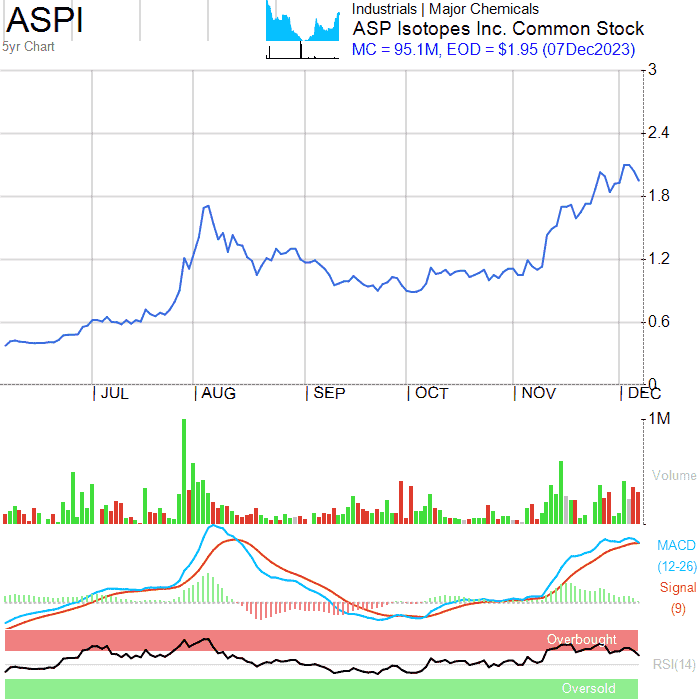 ASPI
5yr Chart
Industrials | Major Chemicals
ASP Isotopes Inc. Common Stock
MC = 95.1M, EOD = $1.95 (07Dec2023)
3
2.4
1.8
1.2
0.6
0
JUL AUG SEP OCT NOV DEC
1M
Volume
MACD
(12-26)
Signal
(9)
Overbought
RSI(14)
Oversold